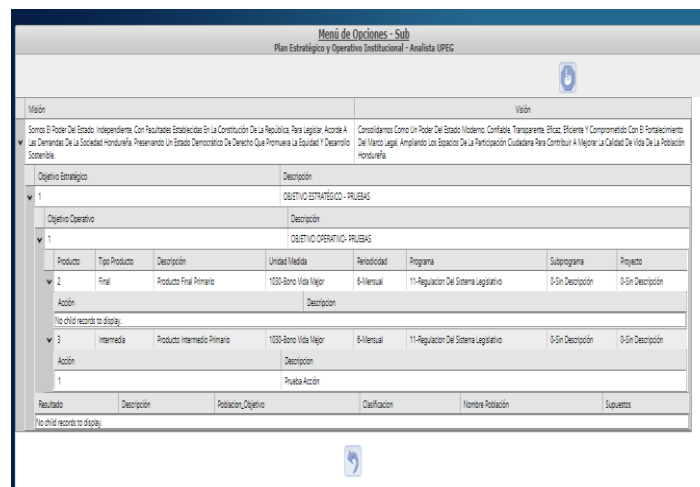 Menú de Opciones - Sub
Plan Estratégico y Operativo Institucional - Analista UPEG
Misión Visión
Somos El Poder Del Estado, Independiente, Con Facultades Establecidas En La Constitución De La Republica, Para Legislar, Acorde A
Las Demandas De La Sociedad Hondureña, Preservando Un Estado Democrático De Derecho Que Promueva La Equidad Y Desarrollo
Sostenible.
Consolidarnos Como Un Poder Del Estado Moderno, Confiable, Transparente, Eficaz, Eficiente Y Comprometido Con El Fortalecimiento
Del Marco Legal, Ampliando Los Espacios De La Participación Ciudadana Para Contribuir A Mejorar La Calidad De Vida De La Población
Hondureña.
Objetivo Estratégico Descripción
1 OBJETIVO ESTRATÉGICO - PRUEBAS
Objetivo Operativo Descripción
1 OBJETIVO OPERATIVO- PRUEBAS
Producto Tipo Producto Descripción Unidad Medida Periodicidad Programa Subprograma Proyecto
2 Final Producto Final Primario 1030-Bono Vida Mejor 6-Mensual 11-Regulacion Del Sistema Legislativo 0-Sin Descripción 0-Sin Descripción
Acción Descripcion
No child records to display.
3 Intermedia Producto Intermedio Primario 1030-Bono Vida Mejor 6-Mensual 11-Regulacion Del Sistema Legislativo 0-Sin Descripción 0-Sin Descripción
Acción Descripcion
1 Prueba Acción
Resultado Descripción Poblacion_Objetivo Clasificacion Nombre Población Supuestos
No child records to display.